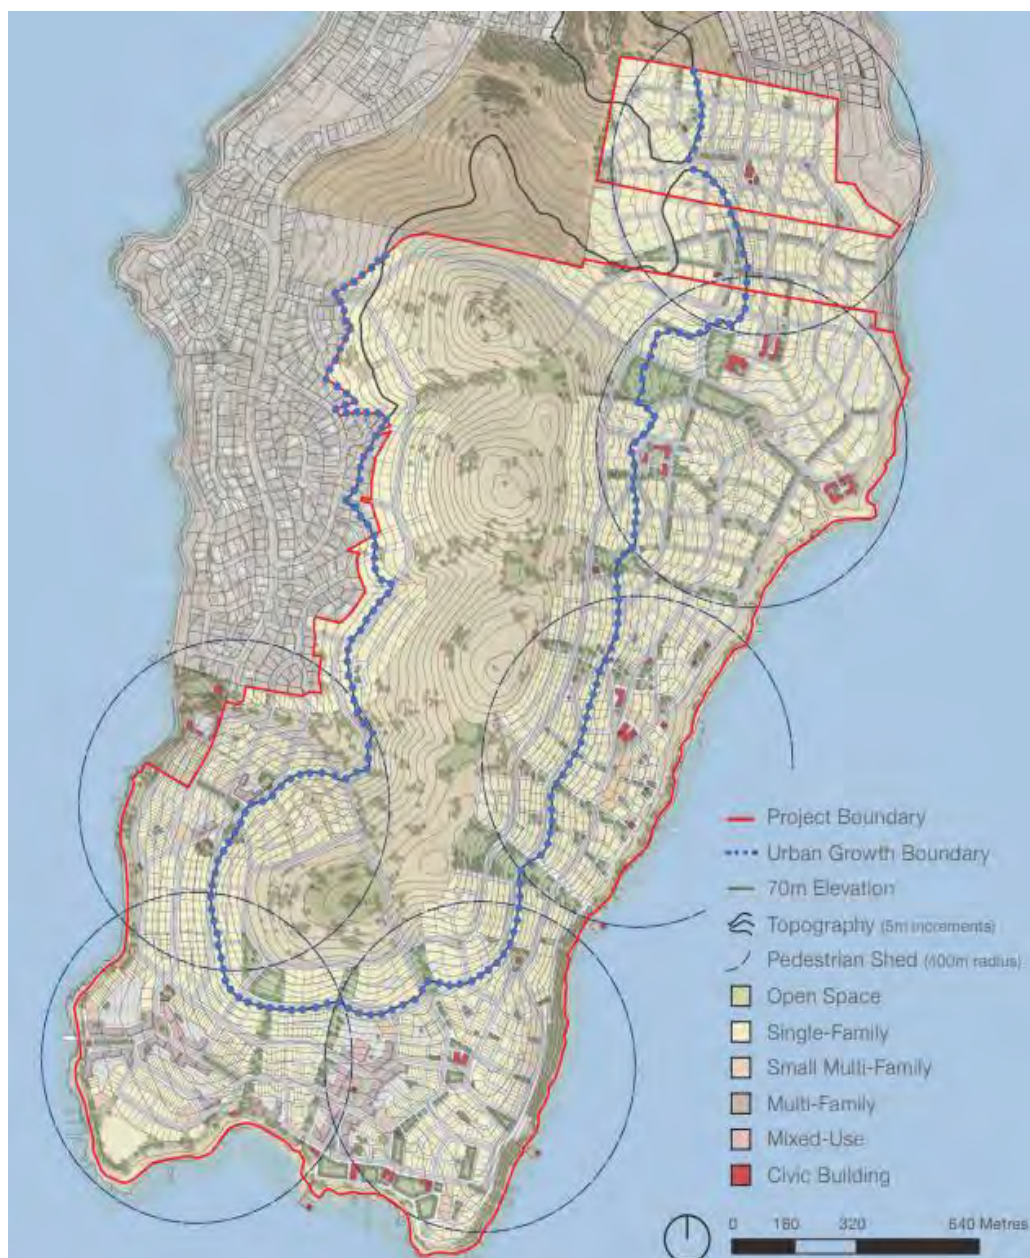 Project Boundary
Urban Growth Boundary
70m Elevation
Topography (5m increments)
Pedestrian Shed (400m radius)
Open Space
Single-Family
Small Multi-Family
Multi-Family
Mixed-Use
Civic Building
0 160 320 640 Metres